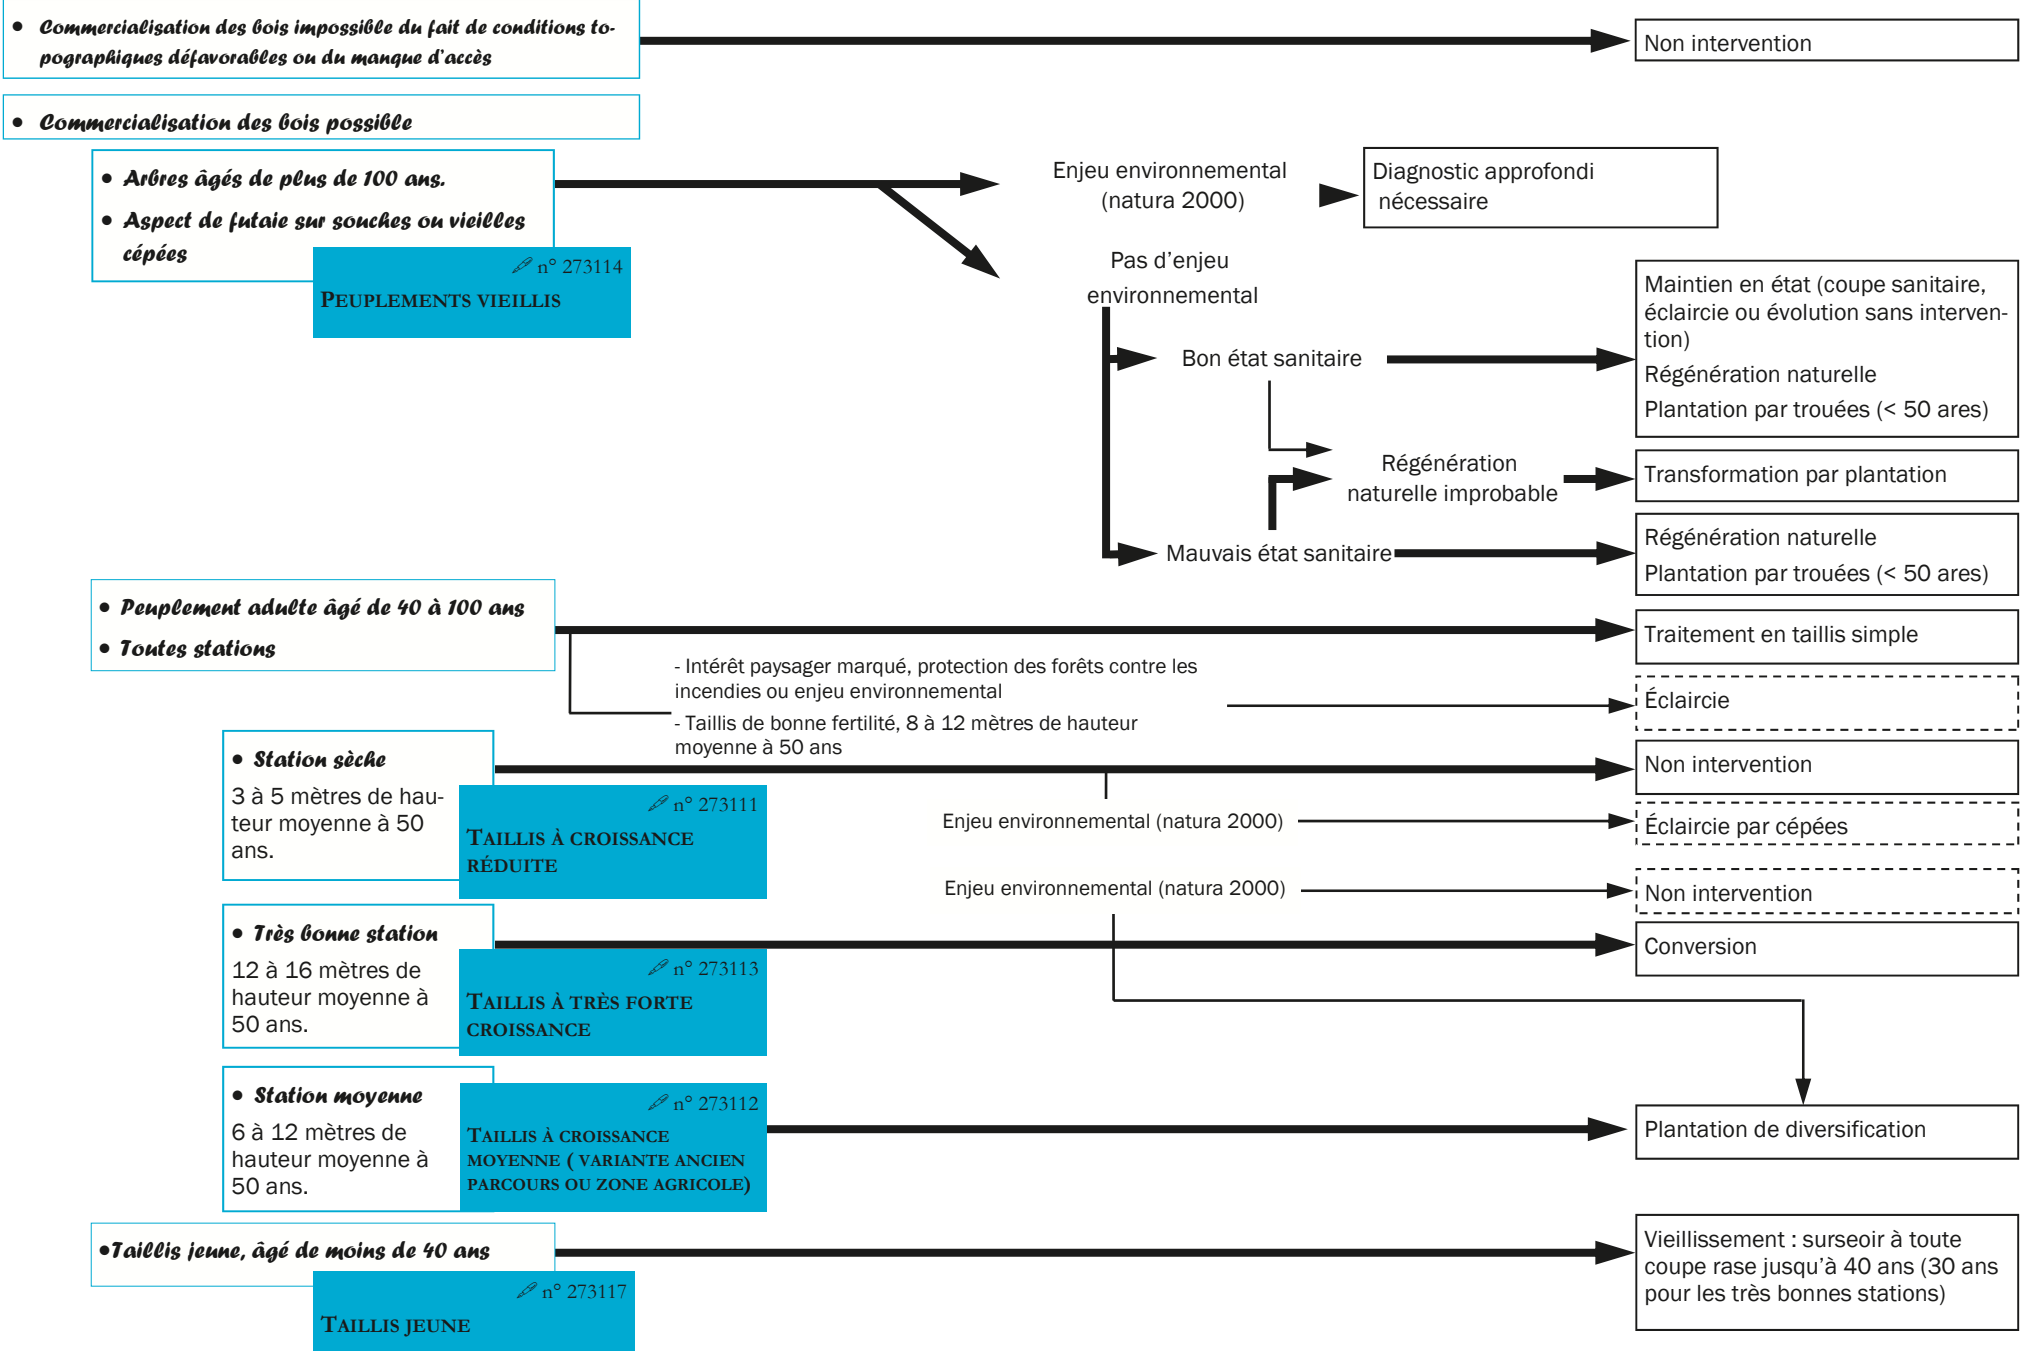 • Commercialisation des bois impossible du fait de conditions to-
pographiques défavorables ou du manque d'accès
Non intervention
• Commercialisation des bois possible
• Arbres âgés de plus de 100 ans.
• Aspect de futaie sur souches ou vieilles
cépées
n° 273114
PEUPLEMENTS VIEILLIS
Enjeu environnemental
(natura 2000)
Diagnostic approfondi
nécessaire
Pas d'enjeu
environnemental
Bon état sanitaire
Maintien en état (coupe sanitaire,
éclaircie ou évolution sans interven-
tion)
Régénération naturelle
Plantation par trouées (< 50 ares)
Régénération
naturelle improbable
Transformation par plantation
Mauvais état sanitaire
Régénération naturelle
Plantation par trouées (< 50 ares)
• Peuplement adulte âgé de 40 à 100 ans
• Toutes stations
Traitement en taillis simple
- Intérêt paysager marqué, protection des forêts contre les
incendies ou enjeu environnemental
- Taillis de bonne fertilité, 8 à 12 mètres de hauteur
moyenne à 50 ans
Éclaircie
• Station sèche
3 à 5 mètres de hau-
teur moyenne à 50
ans.
n° 273111
TAILLIS À CROISSANCE
RÉDUITE
Non intervention
Enjeu environnemental (natura 2000)
Éclaircie par cépées
Enjeu environnemental (natura 2000)
Non intervention
• Très bonne station
12 à 16 mètres de
hauteur moyenne à
50 ans.
n° 273113
TAILLIS À TRÈS FORTE
CROISSANCE
Conversion
• Station moyenne
6 à 12 mètres de
hauteur moyenne à
50 ans.
n° 273112
TAILLIS À CROISSANCE
MOYENNE ( VARIANTE ANCIEN
PARCOURS OU ZONE AGRICOLE)
Plantation de diversification
•Taillis jeune, âgé de moins de 40 ans
n° 273117
TAILLIS JEUNE
Vieillissement : surseoir à toute
coupe rase jusqu'à 40 ans (30 ans
pour les très bonnes stations)